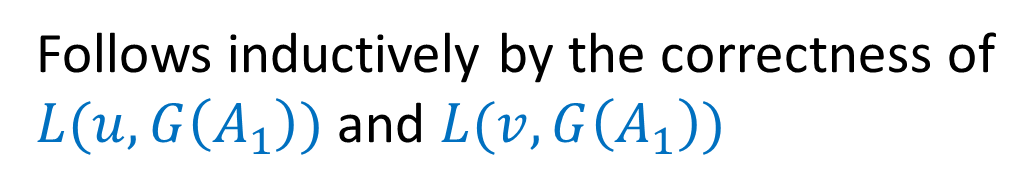 Follows inductively by the correctness of
L(u, G(A₁)) and L(v, G(A₁))